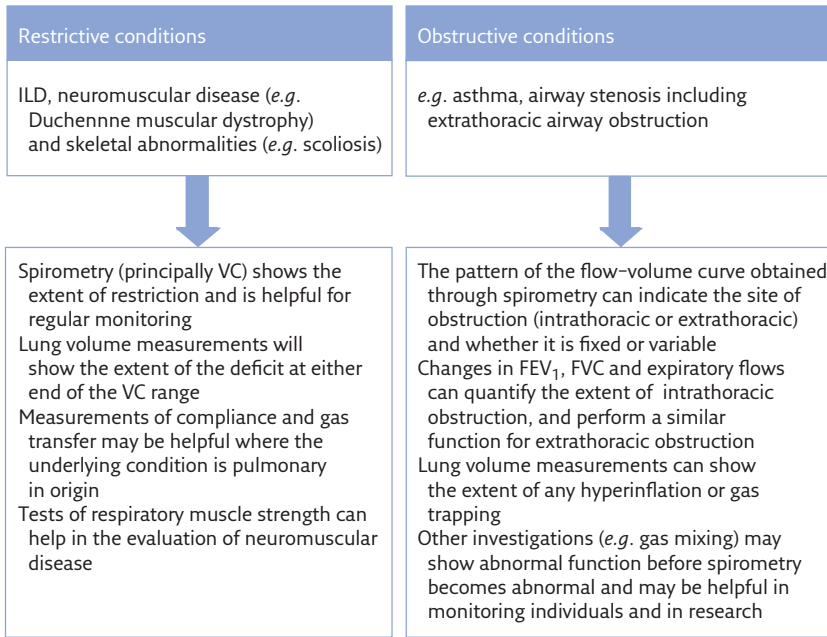 Restrictive conditions
ILD, neuromuscular disease (e.g.
Duchennne muscular dystrophy)
and skeletal abnormalities (e.g. scoliosis)
Spirometry (principally VC) shows the
extent of restriction and is helpful for
regular monitoring
Lung volume measurements will
show the extent of the deficit at either
end of the VC range
Measurements of compliance and gas
transfer may be helpful where the
underlying condition is pulmonary
in origin
Tests of respiratory muscle strength can
help in the evaluation of neuromuscular
disease
Obstructive conditions
e.g. asthma, airway stenosis including
extrathoracic airway obstruction
The pattern of the flow–volume curve obtained
through spirometry can indicate the site of
obstruction (intrathoracic or extrathoracic)
and whether it is fixed or variable
Changes in FEV₁, FVC and expiratory flows
can quantify the extent of intrathoracic
obstruction, and perform a similar
function for extrathoracic obstruction
Lung volume measurements can show
the extent of any hyperinflation or gas
trapping
Other investigations (e.g. gas mixing) may
show abnormal function before spirometry
becomes abnormal and may be helpful in
monitoring individuals and in research